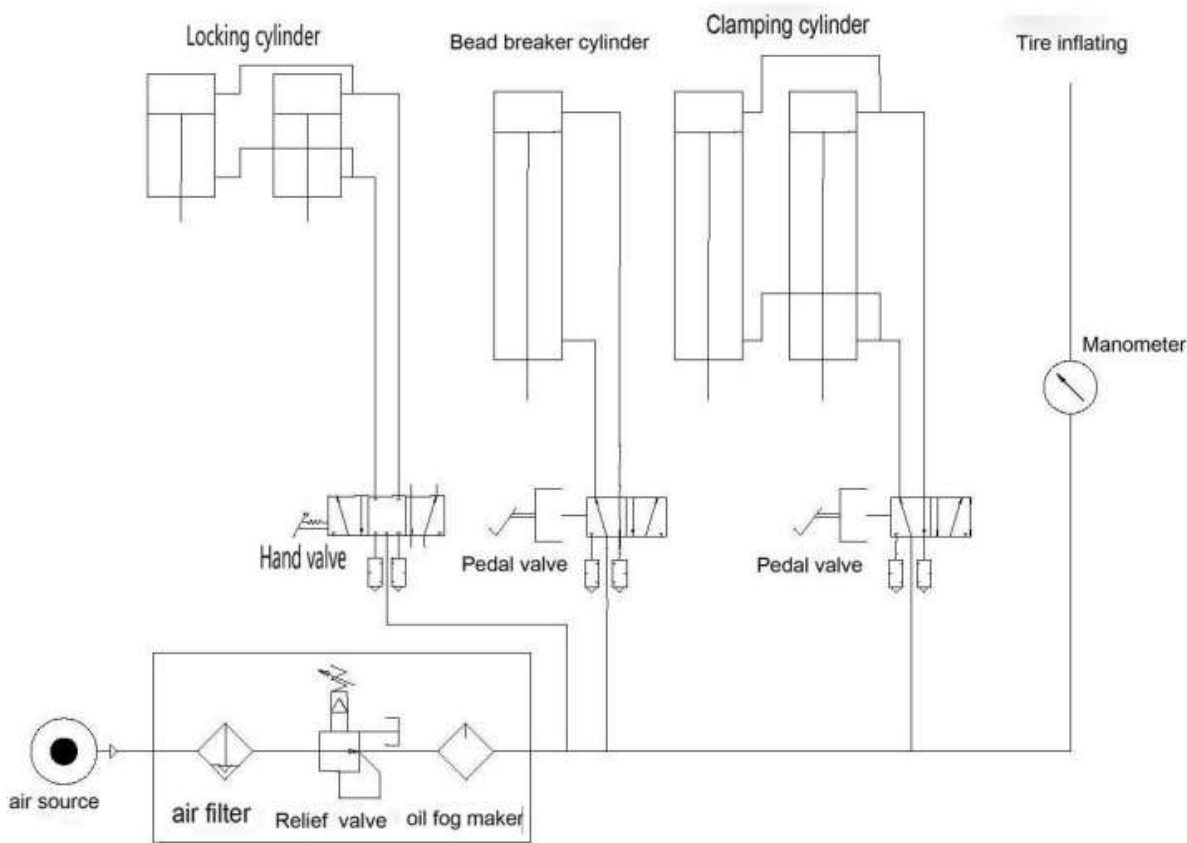 Locking cylinder
Bead breaker cylinder
Clamping cylinder
Tire inflating
Manometer
Hand valve
Pedal valve
Pedal valve
air source
air filter
Relief valve
oil fog maker